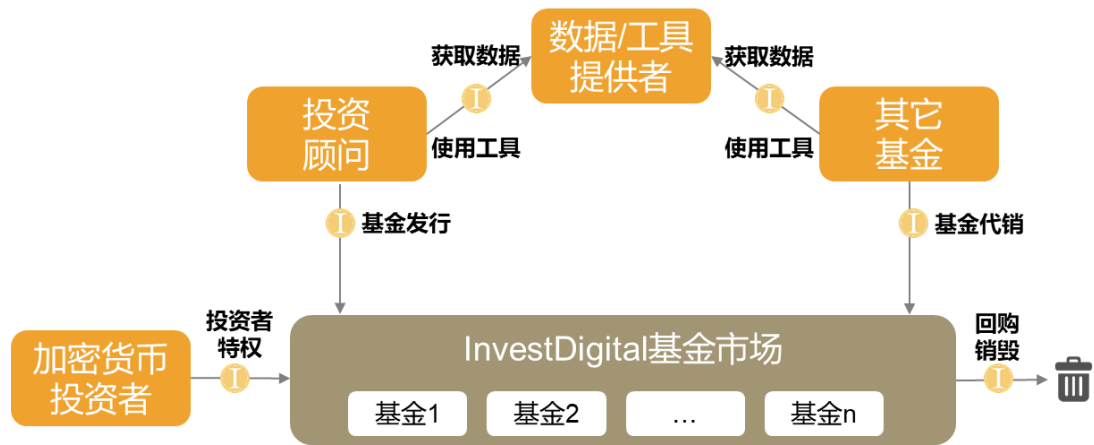 数据/工具
提供者
获取数据
获取数据
I
I
投资
顾问
使用工具
使用工具
其它
基金
I
基金发行
I
基金代销
加密货币
投资者
投资者
特权
I
InvestDigital基金市场
基金1
基金2
...
基金n
回购
销毁
I